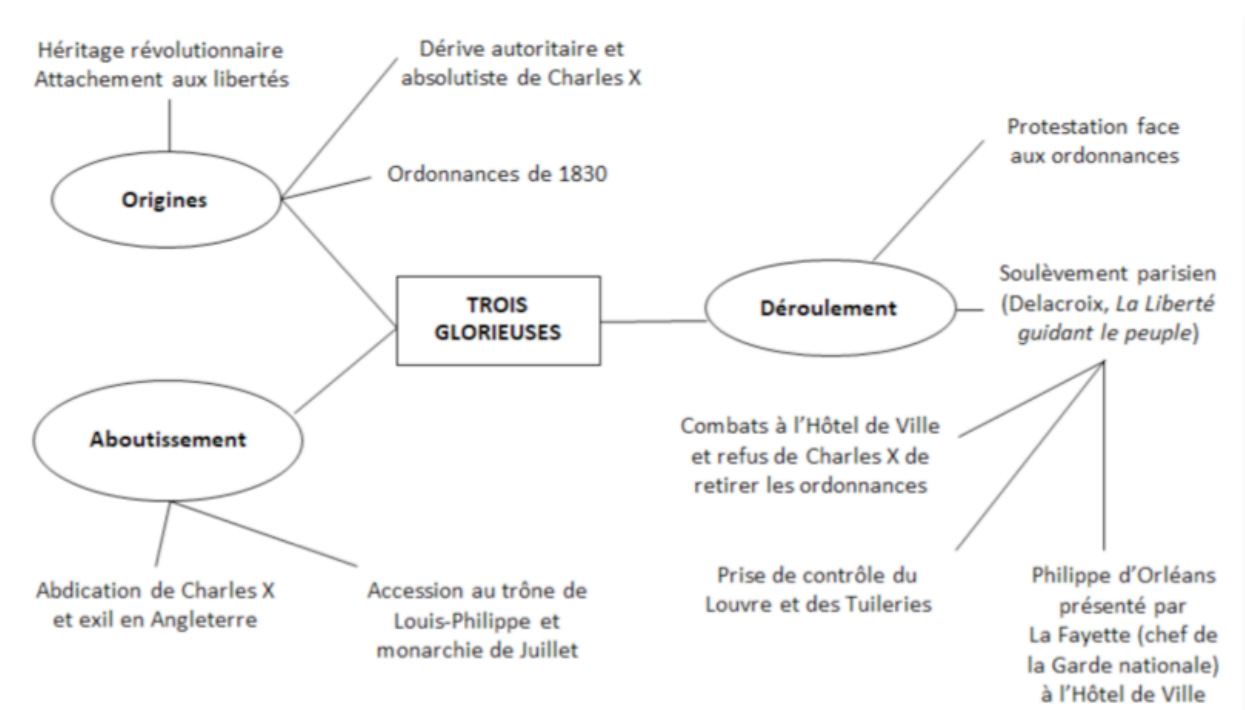 Héritage révolutionnaire
Attachement aux libertés
Dérive autoritaire et
absolutiste de Charles X
Ordonnances de 1830
Origines
TROIS
GLORIEUSES
Aboutissement
Abdication de Charles X
et exil en Angleterre
Accession au trône de
Louis-Philippe et
monarchie de Juillet
Déroulement
Protestation face
aux ordonnances
Soulèvement parisien
(Delacroix, La Liberté
guidant le peuple)
Combats à l’Hôtel de Ville
et refus de Charles X de
retirer les ordonnances
Prise de contrôle du
Louvre et des Tuileries
Philippe d’Orléans
présenté par
La Fayette (chef de
la Garde nationale)
à l’Hôtel de Ville